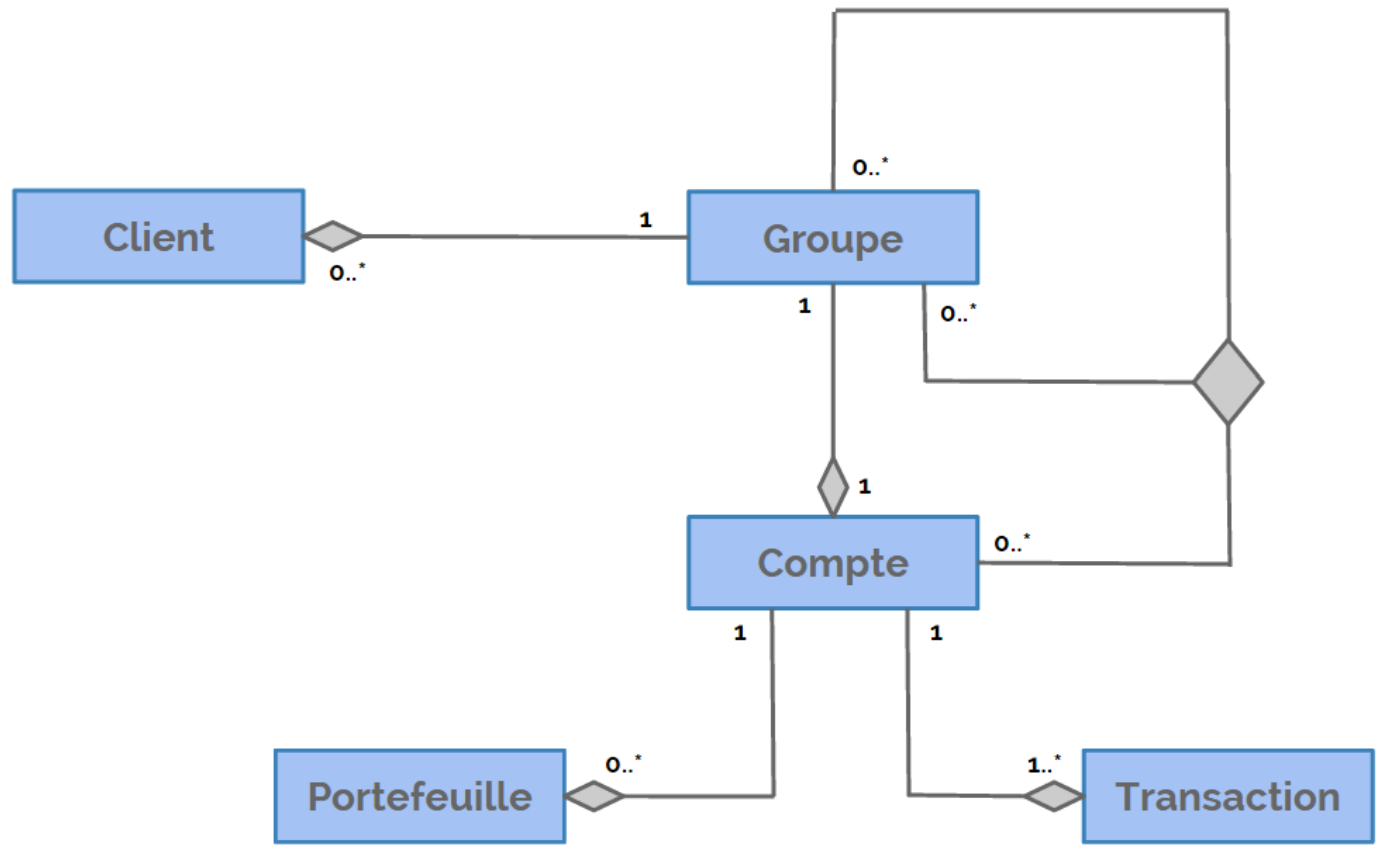 0..*
1
Client
Groupe
0..*
1
0..*
1
Compte
0..*
1
1
0..*
1..*
Portefeuille
Transaction